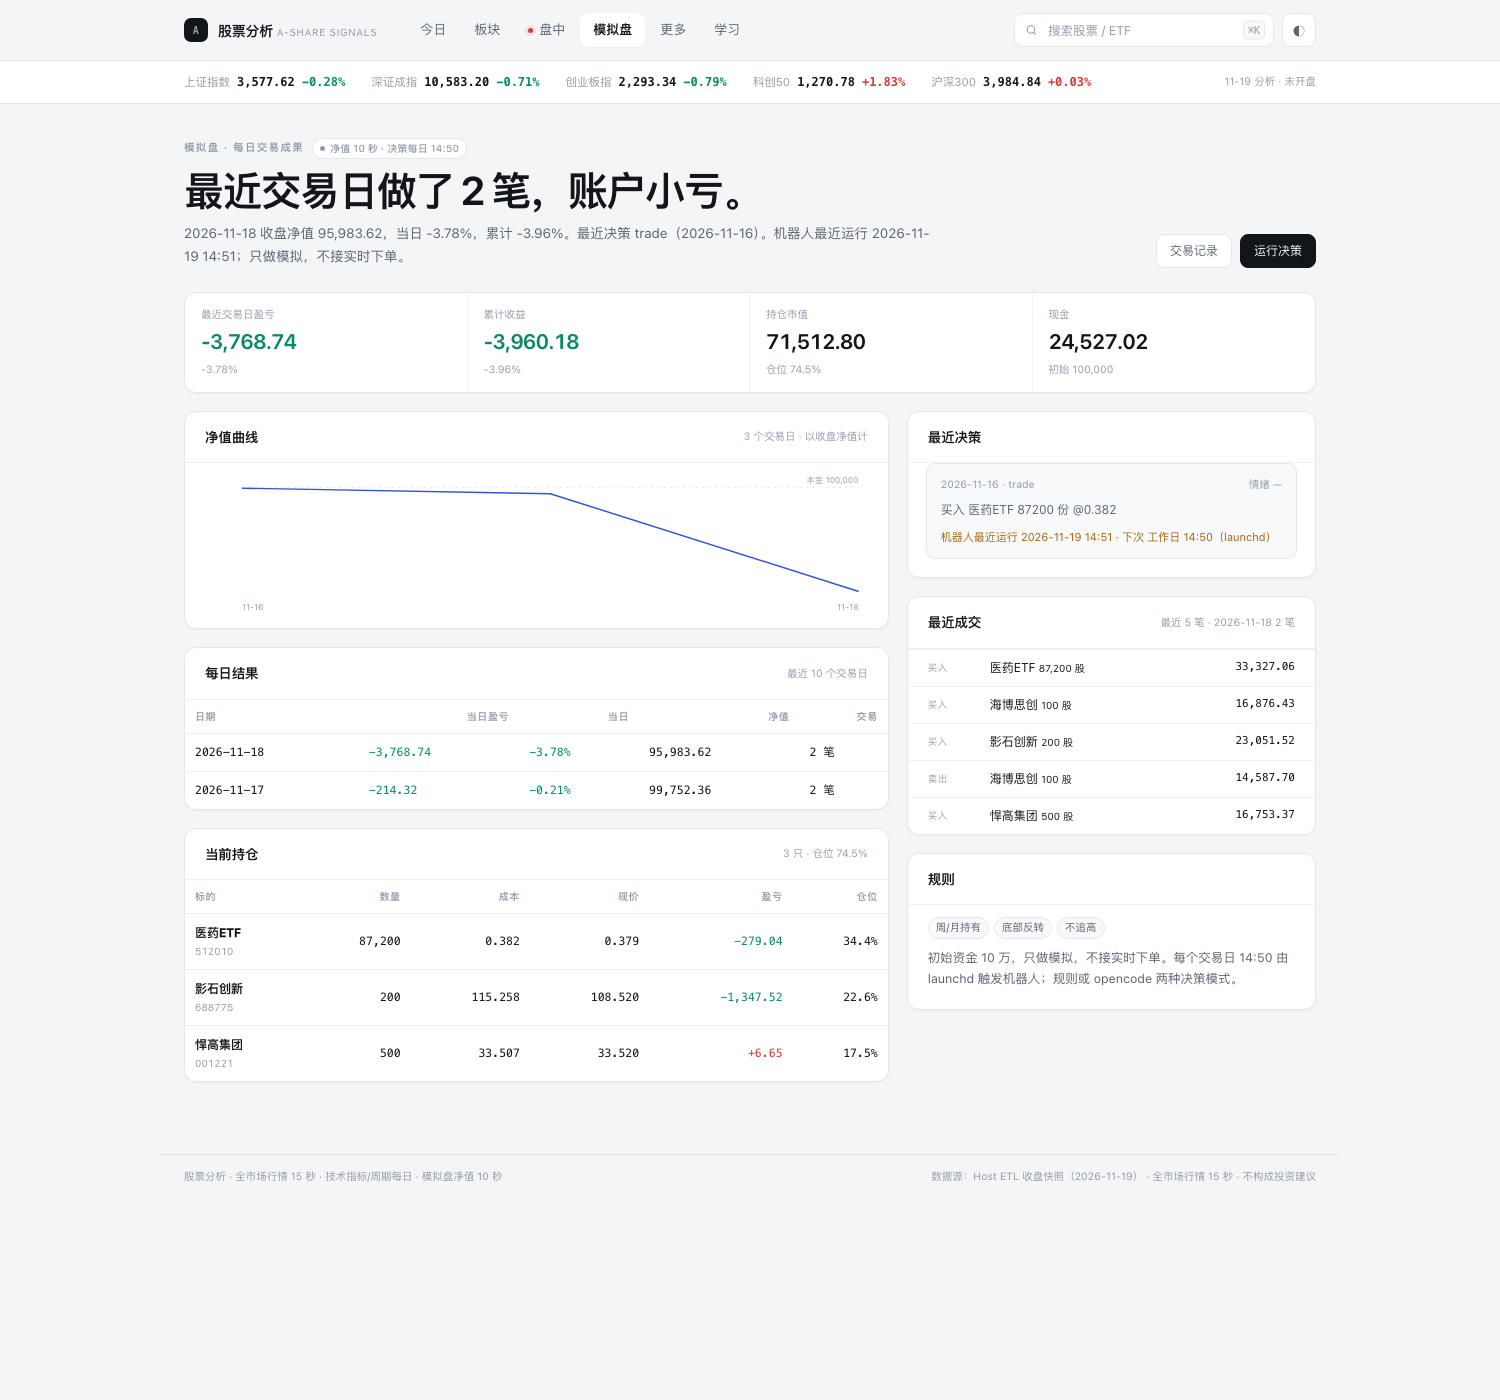 A 股票分析 A-SHARE SIGNALS 今日 板块 盘中 模拟盘 更多 学习 搜索股票 / ETF ⌘K
上证指数 3,577.62 -0.28% 深证成指 10,583.20 -0.71% 创业板指 2,293.34 -0.79% 科创50 1,270.78 +1.83% 沪深300 3,984.84 +0.03% 11-19 分析 · 未开盘
模拟盘 · 每日交易成果 净值 10 秒 · 决策每日 14:50
最近交易日做了 2 笔，账户小亏。
2026-11-18 收盘净值 95,983.62，当日 -3.78%，累计 -3.96%。最近决策 trade（2026-11-16）。机器人最近运行 2026-11-
19 14:51；只做模拟，不接实时下单。
交易记录 运行决策
最近交易日盈亏 累计收益 持仓市值 现金
-3,768.74 -3,960.18 71,512.80 24,527.02
-3.78% -3.96% 仓位 74.5% 初始 100,000
净值曲线 3 个交易日 · 以收盘净值计
本金 100,000
11-16 11-18
每日结果 最近 10 个交易日
日期 当日盈亏 当日 净值 交易
2026-11-18 -3,768.74 -3.78% 95,983.62 2 笔
2026-11-17 -214.32 -0.21% 99,752.36 2 笔
当前持仓 3 只 · 仓位 74.5%
标的 数量 成本 现价 盈亏 仓位
医药ETF 87,200 0.382 0.379 -279.04 34.4%
512010
影石创新 200 115.258 108.520 -1,347.52 22.6%
688775
悍高集团 500 33.507 33.520 +6.65 17.5%
001221
最近决策
2026-11-16 · trade 情绪 —
买入 医药ETF 87200 份 @0.382
机器人最近运行 2026-11-19 14:51 · 下次 工作日 14:50（launchd）
最近成交 最近 5 笔 · 2026-11-18 2 笔
买入 医药ETF 87,200 股 33,327.06
买入 海博思创 100 股 16,876.43
买入 影石创新 200 股 23,051.52
卖出 海博思创 100 股 14,587.70
买入 悍高集团 500 股 16,753.37
规则
周/月持有 底部反转 不追高
初始资金 10 万，只做模拟，不接实时下单。每个交易日 14:50 由
launchd 触发机器人；规则或 opencode 两种决策模式。
股票分析 · 全市场行情 15 秒 · 技术指标/周期每日 · 模拟盘净值 10 秒 数据源：Host ETL 收盘快照（2026-11-19） · 全市场行情 15 秒 · 不构成投资建议